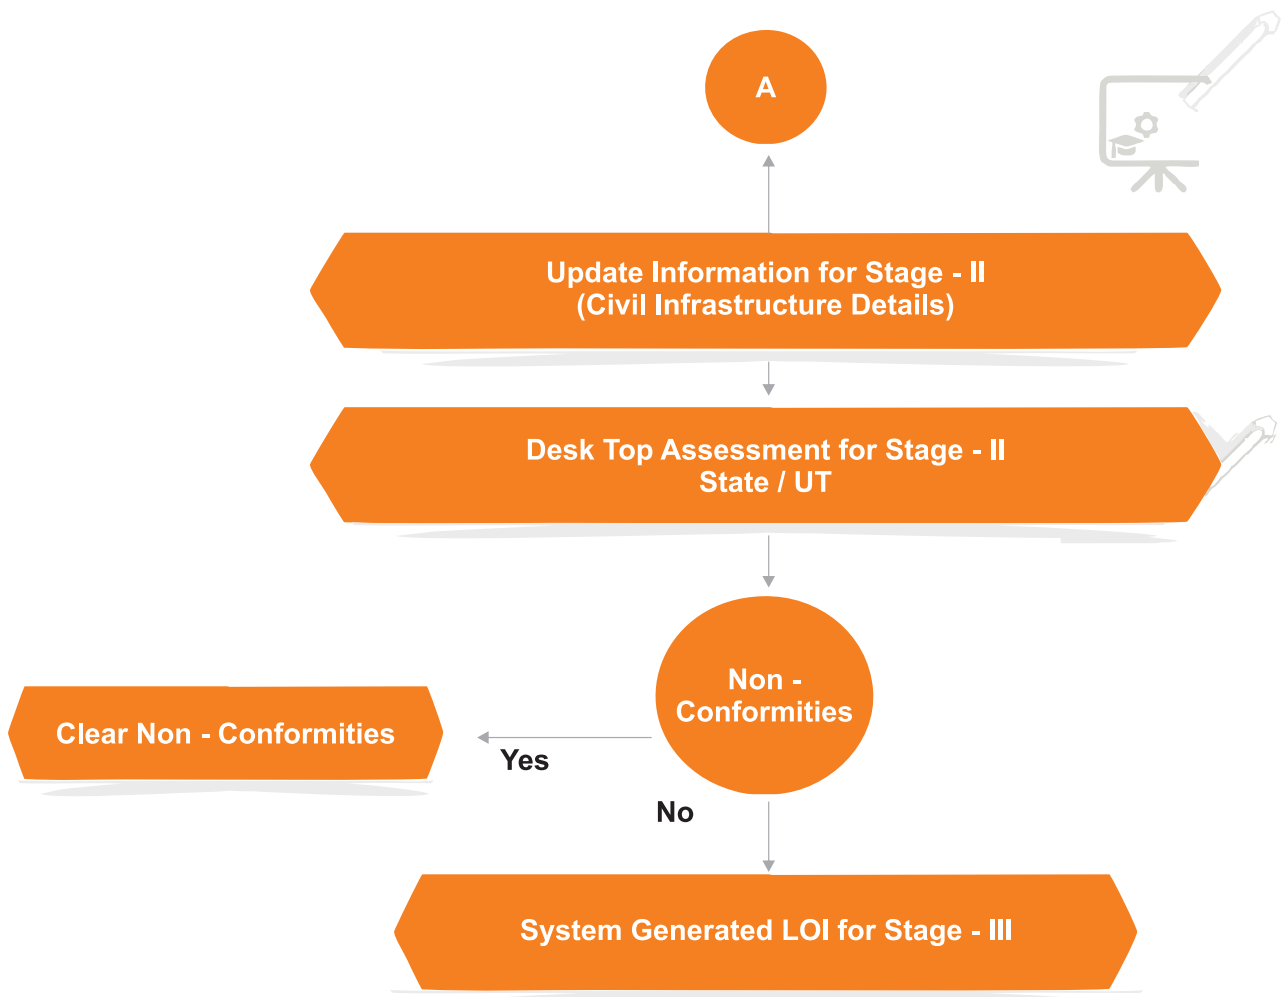 A
Update Information for Stage - II
(Civil Infrastructure Details)
Desk Top Assessment for Stage - II
State / UT
Non -
Conformities
Clear Non - Conformities
Yes
No
System Generated LOI for Stage - III